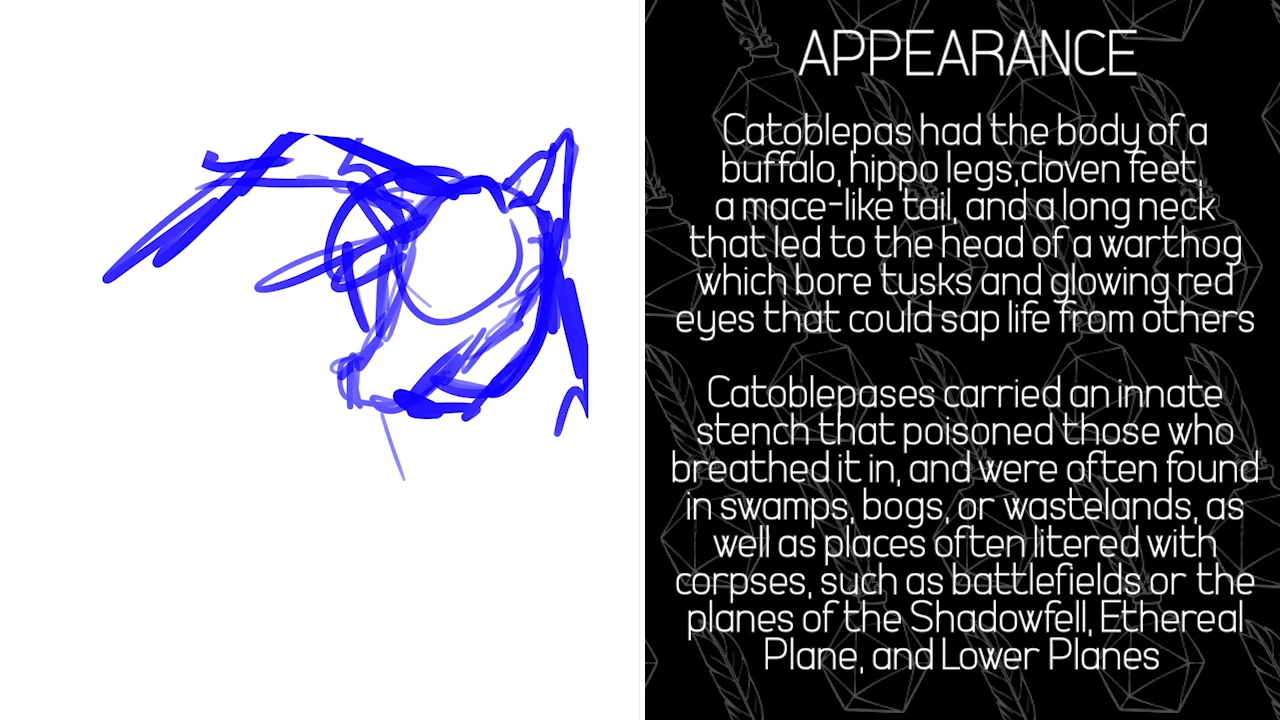 APPEARANCE
Catoblepas had the body of a
buffalo, hippo legs,cloven feet,
a mace-like tail, and a long neck
that led to the head of a warthog
which bore tusks and glowing red
eyes that could sap life from others
Catoblepases carried an innate
stench that poisoned those who
breathed it in, and were often found
in swamps, bogs, or wastelands, as
well as places often litered with
corpses, such as battlefields or the
planes of the Shadowfell, Ethereal
Plane, and Lower Planes